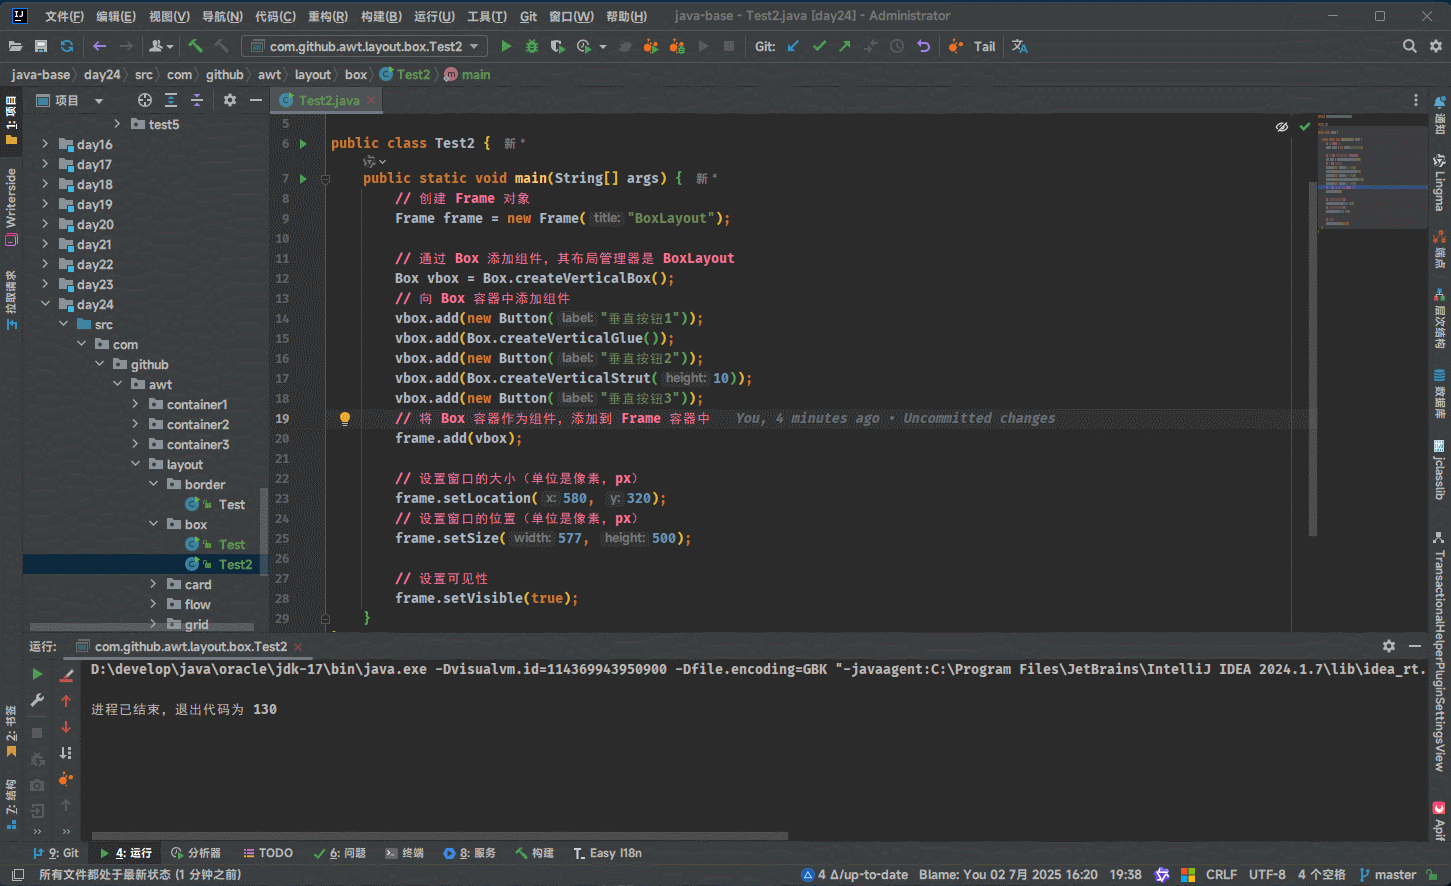 文件(F) 编辑(E) 视图(V) 导航(N) 代码(C) 重构(R) 构建(B) 运行(U) 工具(T) Git 窗口(W) 帮助(H) java-base - Test2.java [day24] - Administrator
com.github.awt.layout.box.Test2 Git: Tail
java-base day24 src com github awt layout box Test2 main
1: 项目
Writerside
拉取请求
2: 书签
7: 结构
项目
test5
day16
day17
day18
day19
day20
day21
day22
day23
day24
src
com
github
awt
container1
container2
container3
layout
border
Test
box
Test
Test2
card
flow
grid
Test2.java
5
6 public class Test2 { 新 *
7 public static void main(String[] args) { 新 *
8 // 创建 Frame 对象
9 Frame frame = new Frame( title: "BoxLayout");
10
11 // 通过 Box 添加组件，其布局管理器是 BoxLayout
12 Box vbox = Box.createVerticalBox();
13 // 向 Box 容器中添加组件
14 vbox.add(new Button( label: "垂直按钮1"));
15 vbox.add(Box.createVerticalGlue());
16 vbox.add(new Button( label: "垂直按钮2"));
17 vbox.add(Box.createVerticalStrut( height: 10));
18 vbox.add(new Button( label: "垂直按钮3"));
19 // 将 Box 容器作为组件，添加到 Frame 容器中 You, 4 minutes ago • Uncommitted changes
20 frame.add(vbox);
21
22 // 设置窗口的大小（单位是像素，px）
23 frame.setLocation( x: 580, y: 320);
24 // 设置窗口的位置（单位是像素，px）
25 frame.setSize( width: 577, height: 500);
26
27 // 设置可见性
28 frame.setVisible(true);
29 }
通知
Lingma
端点
层次结构
数据库
jclasslib
TransactionalHelperPluginSettingsView
Apif
运行: com.github.awt.layout.box.Test2
D:\develop\java\oracle\jdk-17\bin\java.exe -Dvisualvm.id=114369943950900 -Dfile.encoding=GBK "-javaagent:C:\Program Files\JetBrains\IntelliJ IDEA 2024.1.7\lib\idea_rt.
进程已结束，退出代码为 130
9: Git 4: 运行 分析器 TODO 6: 问题 终端 8: 服务 构建 Easy I18n
所有文件都处于最新状态 (1 分钟之前) 4 Δ/up-to-date Blame: You 02 7月 2025 16:20 19:38 CRLF UTF-8 4 个空格 master